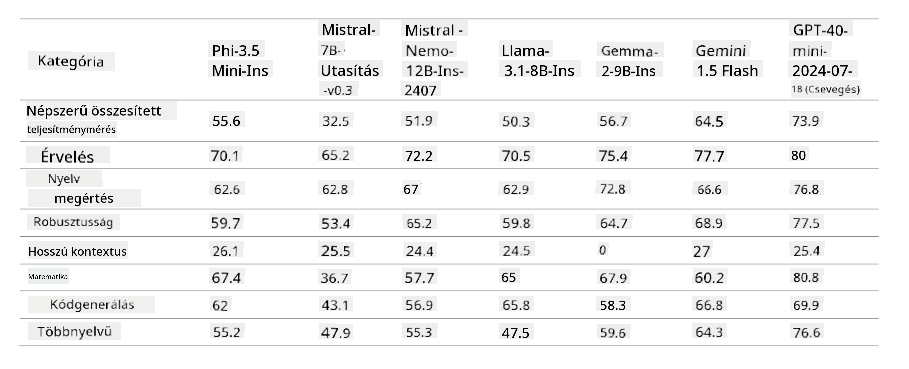 Kategória Phi-3.5 Mini-Ins Mistral-7B-Utasítás-v0.3 Mistral -Nemo-12B-Ins-2407 Llama-3.1-8B-Ins Gemma-2-9B-Ins Gemini 1.5 Flash GPT-40-mini-2024-07-18 (Csevegés)
Népszerű összesített teljesítménymérés 55.6 32.5 51.9 50.3 56.7 64.5 73.9
Érvelés 70.1 65.2 72.2 70.5 75.4 77.7 80
Nyelv megértés 62.6 62.8 67 62.9 72.8 66.6 76.8
Robusztusság 59.7 53.4 65.2 59.8 64.7 68.9 77.5
Hosszú kontextus 26.1 25.5 24.4 24.5 0 27 25.4
Matematika 67.4 36.7 57.7 65 67.9 60.2 80.8
Kódgenerálás 62 43.1 56.9 65.8 58.3 66.8 69.9
Többnyelvű 55.2 47.9 55.3 47.5 59.6 64.3 76.6